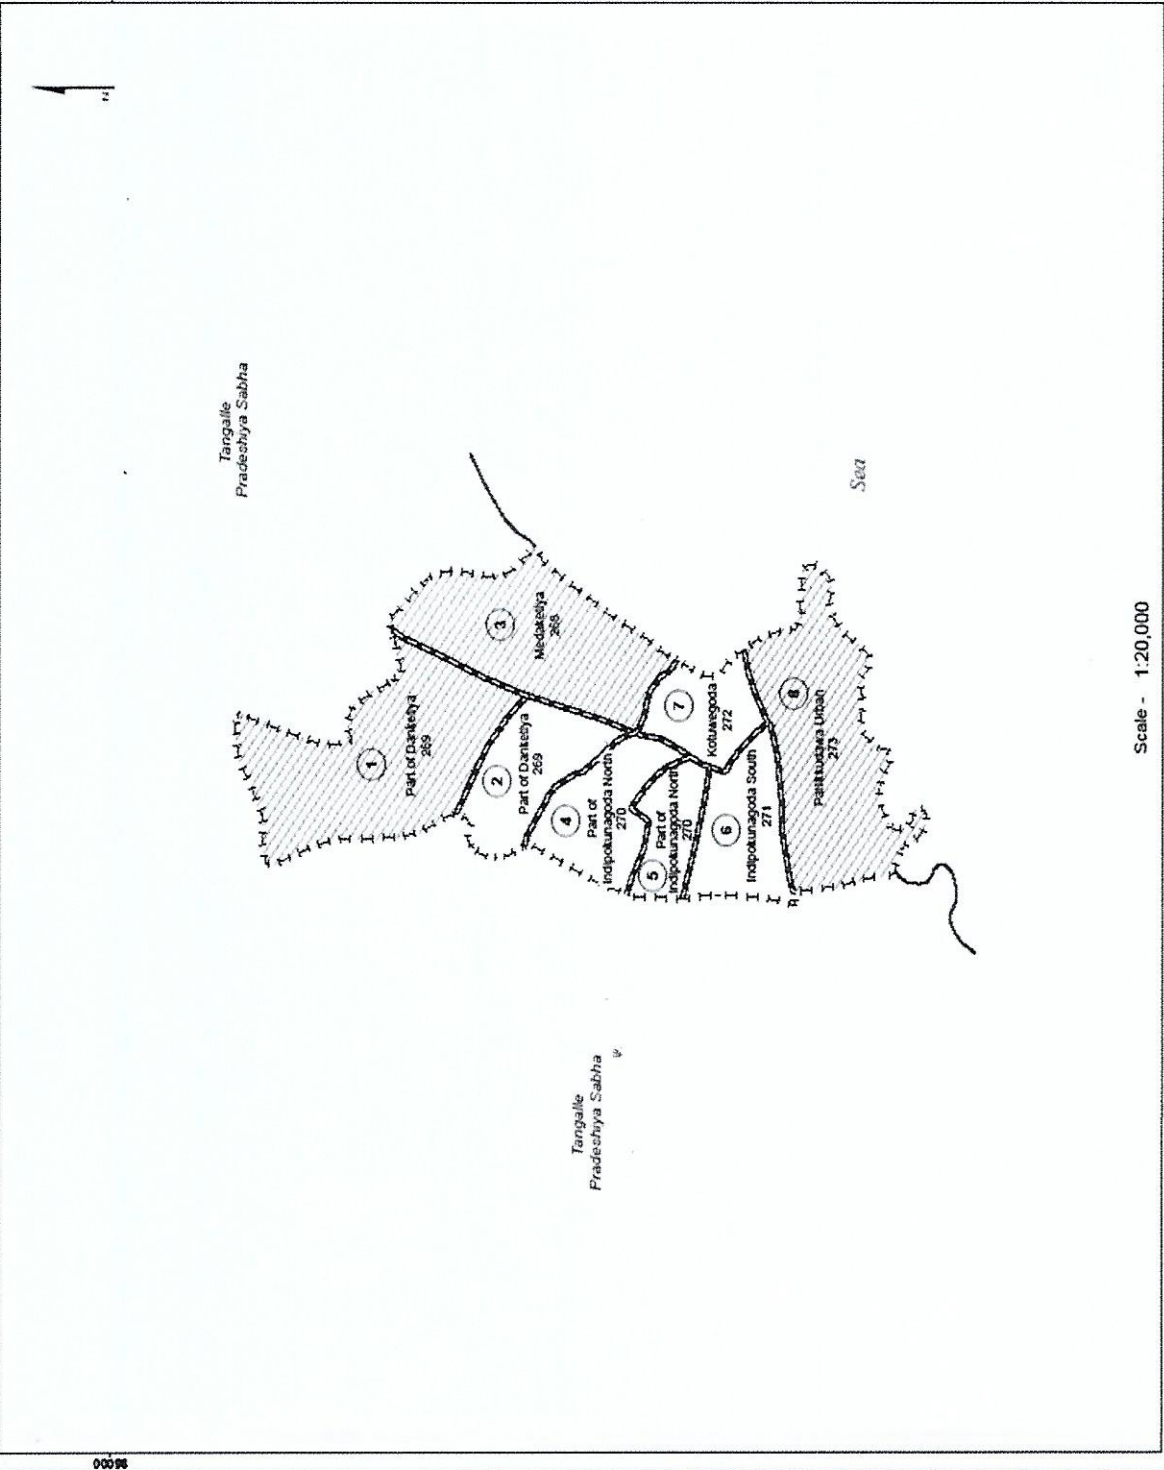 N
Tangalle
Pradeshiya Sabha
1
Part of Danketiya
269
3
Medaketiya
268
2
Part of Danketiya
269
4
Part of
Indipokunagoda North
270
5
Part of
Indipokunagoda North
270
7
Kotuwegoda
272
6
Indipokunagoda South
271
8
Pallikkudawa Urban
273
Sea
Tangalle
Pradeshiya Sabha
Scale - 1:20,000